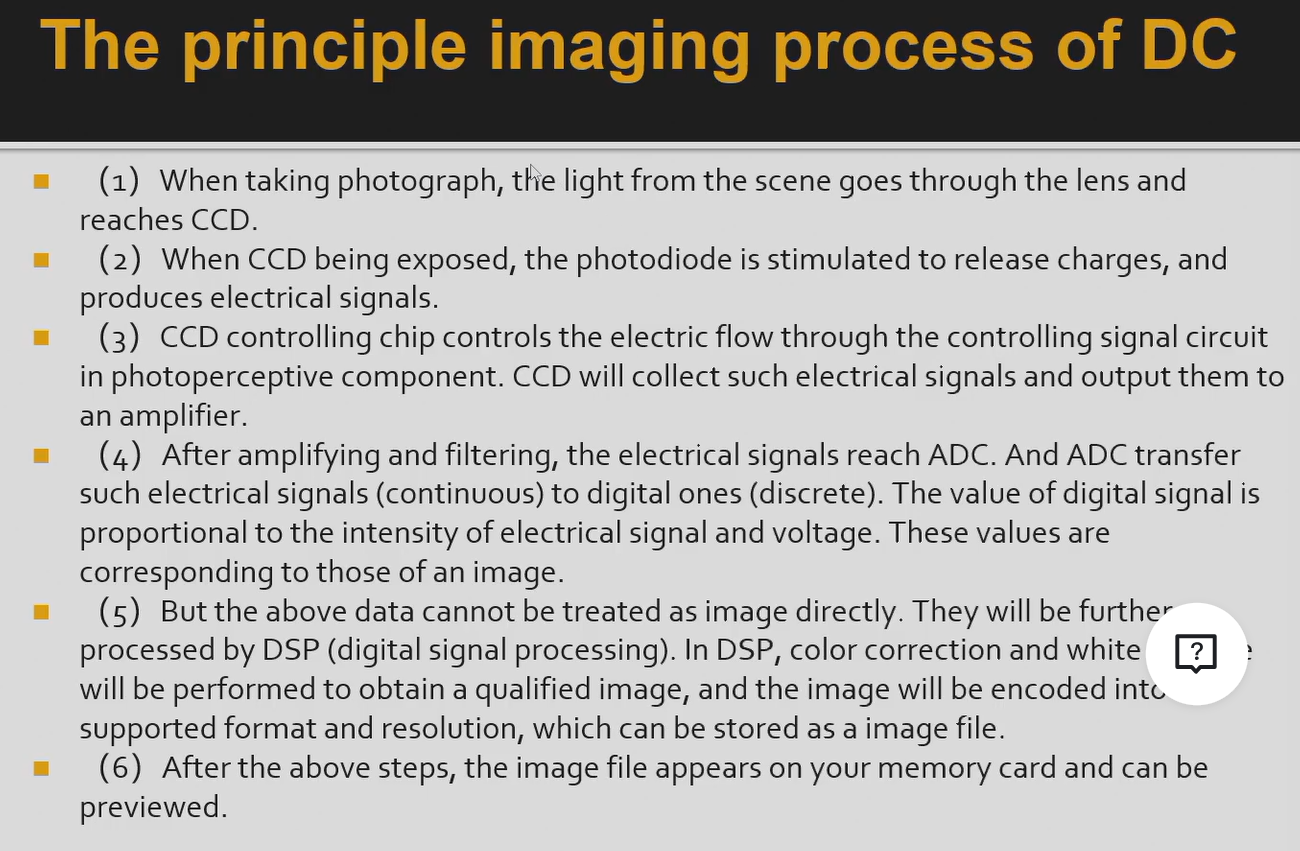 The principle imaging process of DC
(1) When taking photograph, the light from the scene goes through the lens and
reaches CCD.
(2) When CCD being exposed, the photodiode is stimulated to release charges, and
produces electrical signals.
(3) CCD controlling chip controls the electric flow through the controlling signal circuit
in photoperceptive component. CCD will collect such electrical signals and output them to
an amplifier.
(4) After amplifying and filtering, the electrical signals reach ADC. And ADC transfer
such electrical signals (continuous) to digital ones (discrete). The value of digital signal is
proportional to the intensity of electrical signal and voltage. These values are
corresponding to those of an image.
(5) But the above data cannot be treated as image directly. They will be further
processed by DSP (digital signal processing). In DSP, color correction and white
will be performed to obtain a qualified image, and the image will be encoded into
supported format and resolution, which can be stored as a image file.
(6) After the above steps, the image file appears on your memory card and can be
previewed.